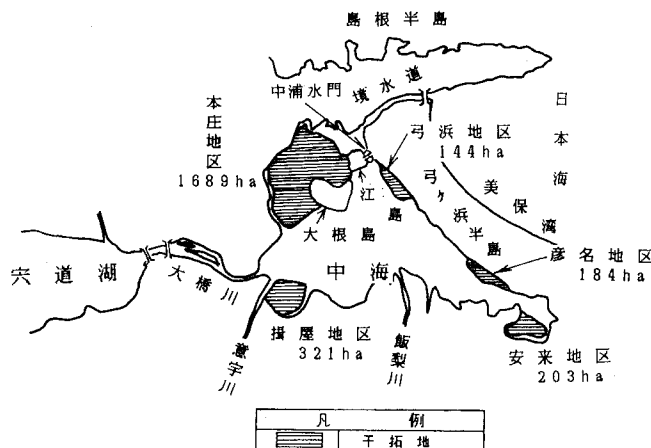 島根半島
中浦水門
境水道
日本海
本庄地区
1689ha
弓浜地区
144ha
美保湾
弓ヶ浜半島
江島
大根島
彦名地区
184ha
宍道湖
大橋川
中海
揖屋地区
321ha
意宇川
飯梨川
安来地区
203ha
凡例
干拓地